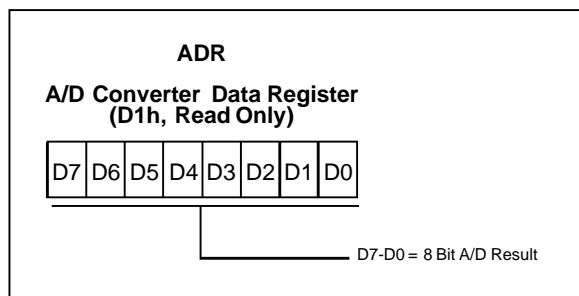 ADR
A/D Converter Data Register
(D1h, Read Only)
D7 D6 D5 D4 D3 D2 D1 D0
D7-D0 = 8 Bit A/D Result